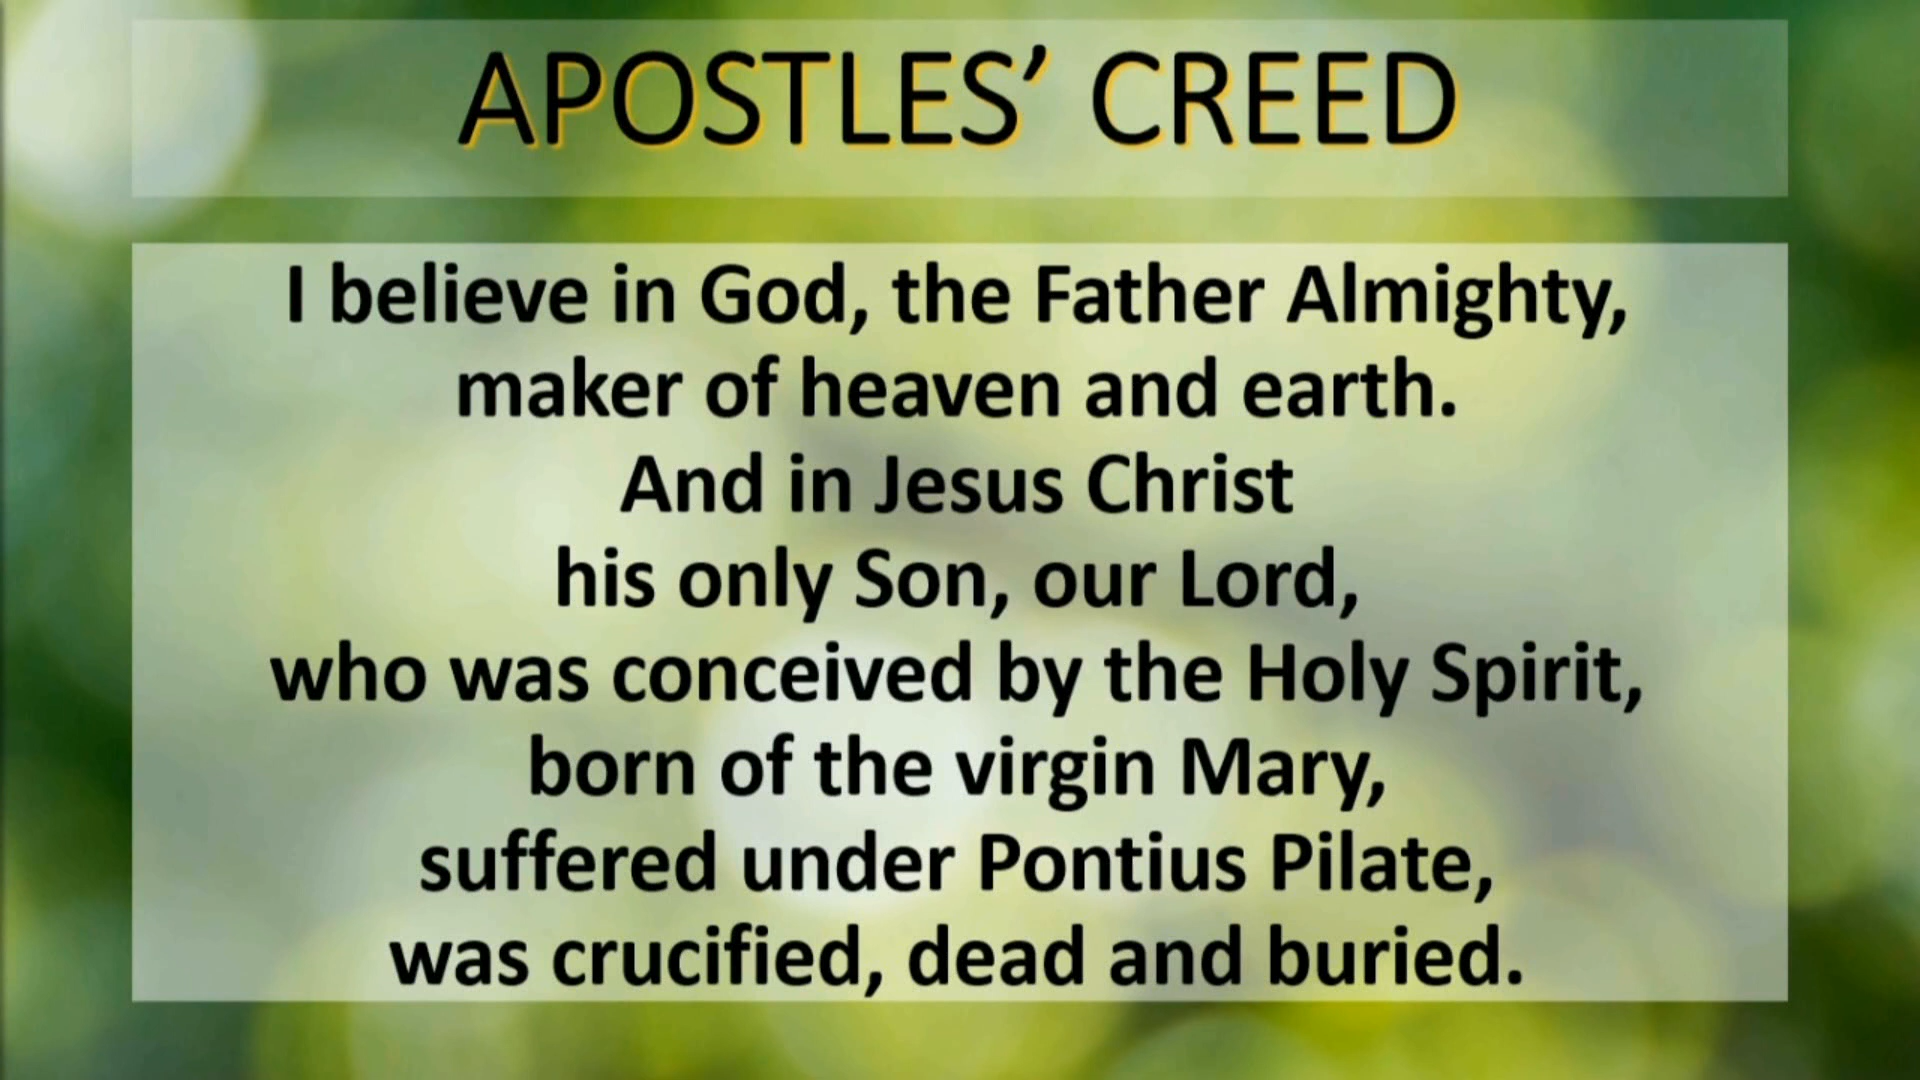 APOSTLES’ CREED
I believe in God, the Father Almighty,
maker of heaven and earth.
And in Jesus Christ
his only Son, our Lord,
who was conceived by the Holy Spirit,
born of the virgin Mary,
suffered under Pontius Pilate,
was crucified, dead and buried.